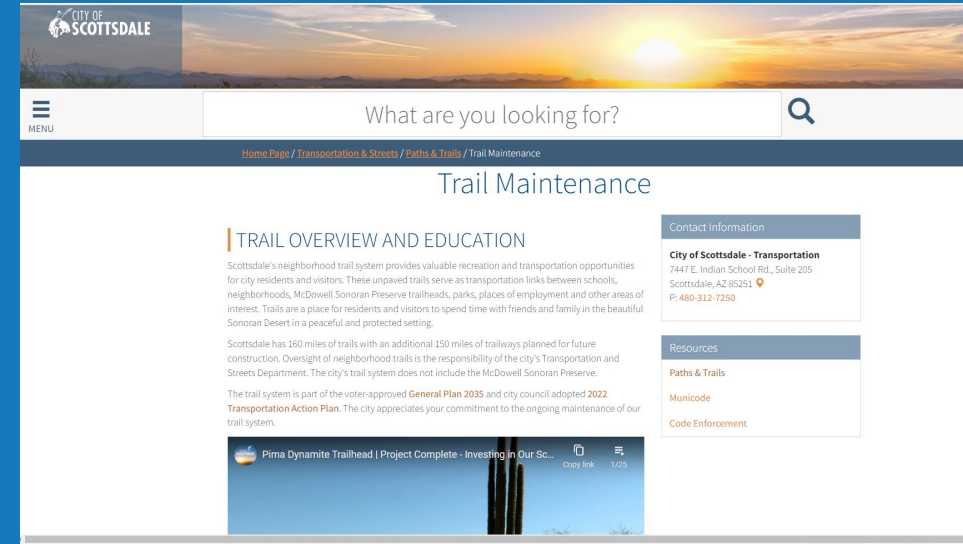 CITY OF
SCOTTSDALE
MENU
What are you looking for?
Home Page / Transportation & Streets / Paths & Trails / Trail Maintenance
Trail Maintenance
TRAIL OVERVIEW AND EDUCATION
Scottsdale's neighborhood trail system provides valuable recreation and transportation opportunities
for city residents and visitors. These unpaved trails serve as transportation links between schools,
neighborhoods, McDowell Sonoran Preserve trailheads, parks, places of employment and other areas of
interest. Trails are a place for residents and visitors to spend time with friends and family in the beautiful
Sonoran Desert in a peaceful and protected setting.
Scottsdale has 160 miles of trails with an additional 150 miles of trailways planned for future
construction. Oversight of neighborhood trails is the responsibility of the city's Transportation and
Streets Department. The city's trail system does not include the McDowell Sonoran Preserve.
The trail system is part of the voter-approved General Plan 2035 and city council adopted 2022
Transportation Action Plan. The city appreciates your commitment to the ongoing maintenance of our
trail system.
Pima Dynamite Trailhead | Project Complete - Investing in Our Sc...
Copy link
1/25
Contact Information
City of Scottsdale - Transportation
7447 E. Indian School Rd., Suite 205
Scottsdale, AZ 85251
P: 480-312-7250
Resources
Paths & Trails
Municode
Code Enforcement